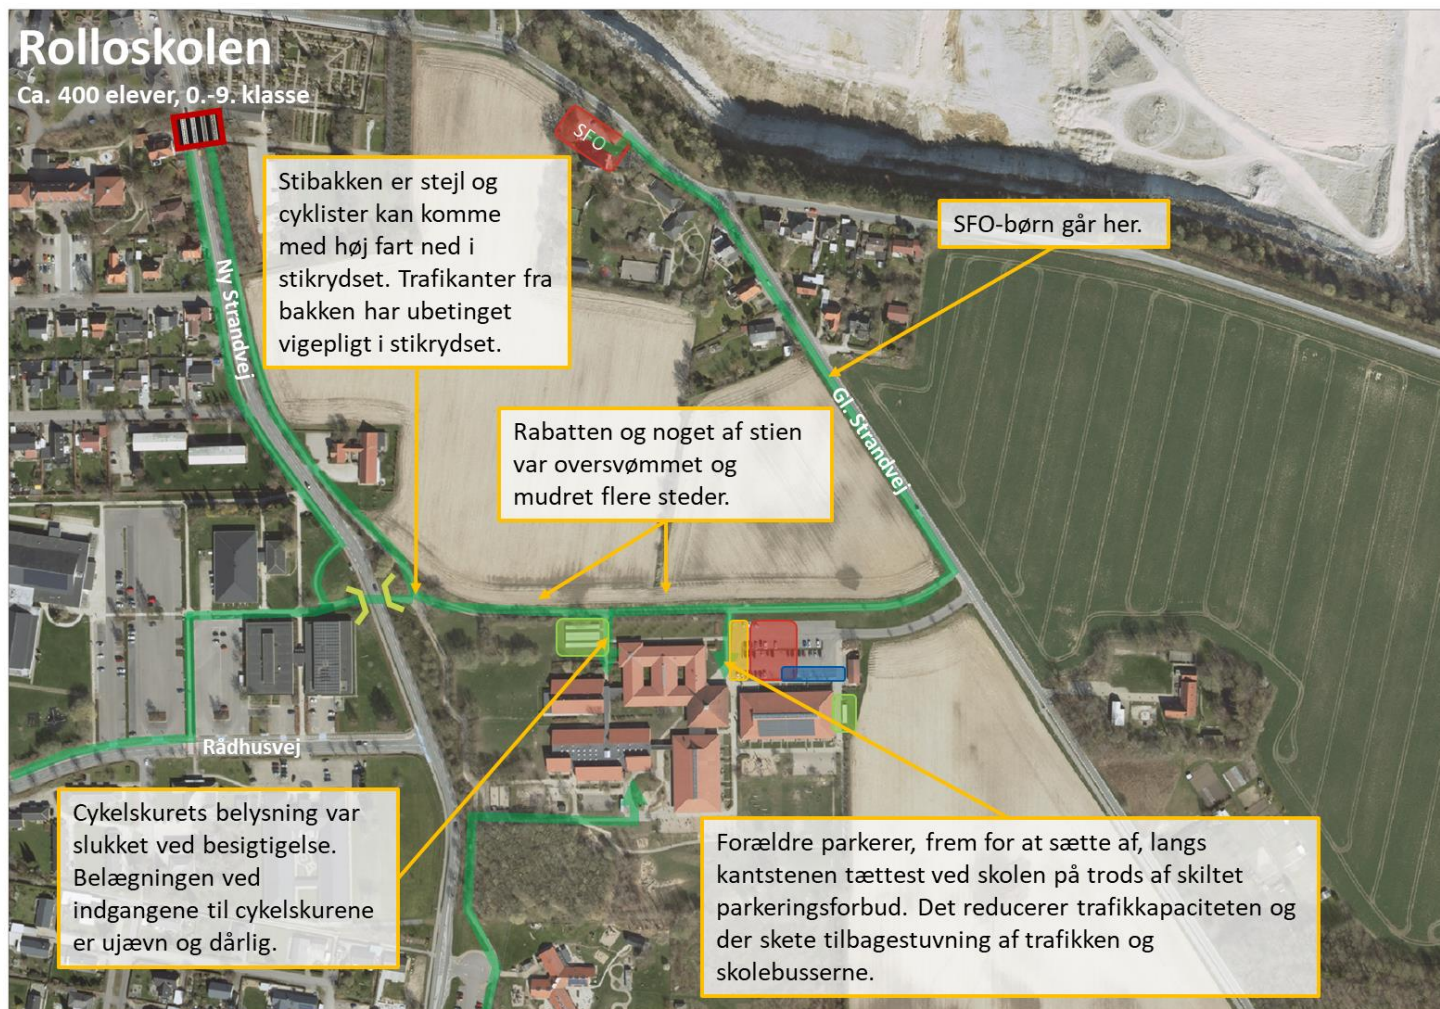 Rolloskolen
Ca. 400 elever, 0.-9. klasse
SFO
Stibakken er stejl og
cyklister kan komme
med høj fart ned i
stikrydset. Trafikanter fra
bakken har ubetinget
vigepligt i stikrydset.
SFO-børn går her.
Ny Strandvej
Gl. Strandvej
Rabatten og noget af stien
var oversvømmet og
mudret flere steder.
Rådhusvej
Cykelskurets belysning var
slukket ved besigtigelse.
Belægningen ved
indgangene til cykelskurene
er ujævn og dårlig.
Forældre parkerer, frem for at sætte af, langs
kantstenen tættest ved skolen på trods af skiltet
parkeringsforbud. Det reducerer trafikkapaciteten og
der skete tilbagestuvning af trafikken og
skolebusserne.